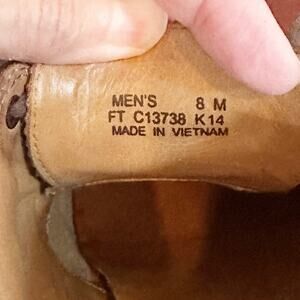 MEN'S 8 M
FT C13738 K14
MADE IN VIETNAM